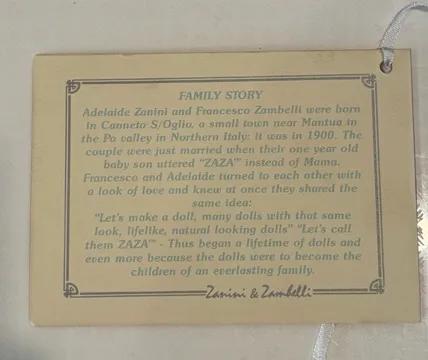 FAMILY STORY
Adelaide Zanini and Francesco Zambelli were born
in Canneto S/Oglio, a small town near Mantua in
the Po valley in Northern Italy: it was in 1900. The
couple were just married when their one year old
baby son uttered "ZAZA"™ instead of Mama.
Francesco and Adelaide turned to each other with
a look of love and knew at once they shared the
same idea:
"Let's make a doll, many dolls with that same
look, lifelike, natural looking dolls" "Let's call
them ZAZA"™ - Thus began a lifetime of dolls and
even more because the dolls were to become the
children of an everlasting family.
Zanini & Zambelli